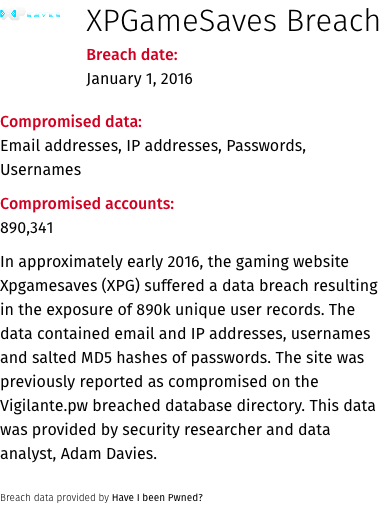 XPGameSaves Breach
Breach date:
January 1, 2016
Compromised data:
Email addresses, IP addresses, Passwords,
Usernames
Compromised accounts:
890,341
In approximately early 2016, the gaming website
Xpgamesaves (XPG) suffered a data breach resulting
in the exposure of 890k unique user records. The
data contained email and IP addresses, usernames
and salted MD5 hashes of passwords. The site was
previously reported as compromised on the
Vigilante.pw breached database directory. This data
was provided by security researcher and data
analyst, Adam Davies.
Breach data provided by Have I been Pwned?